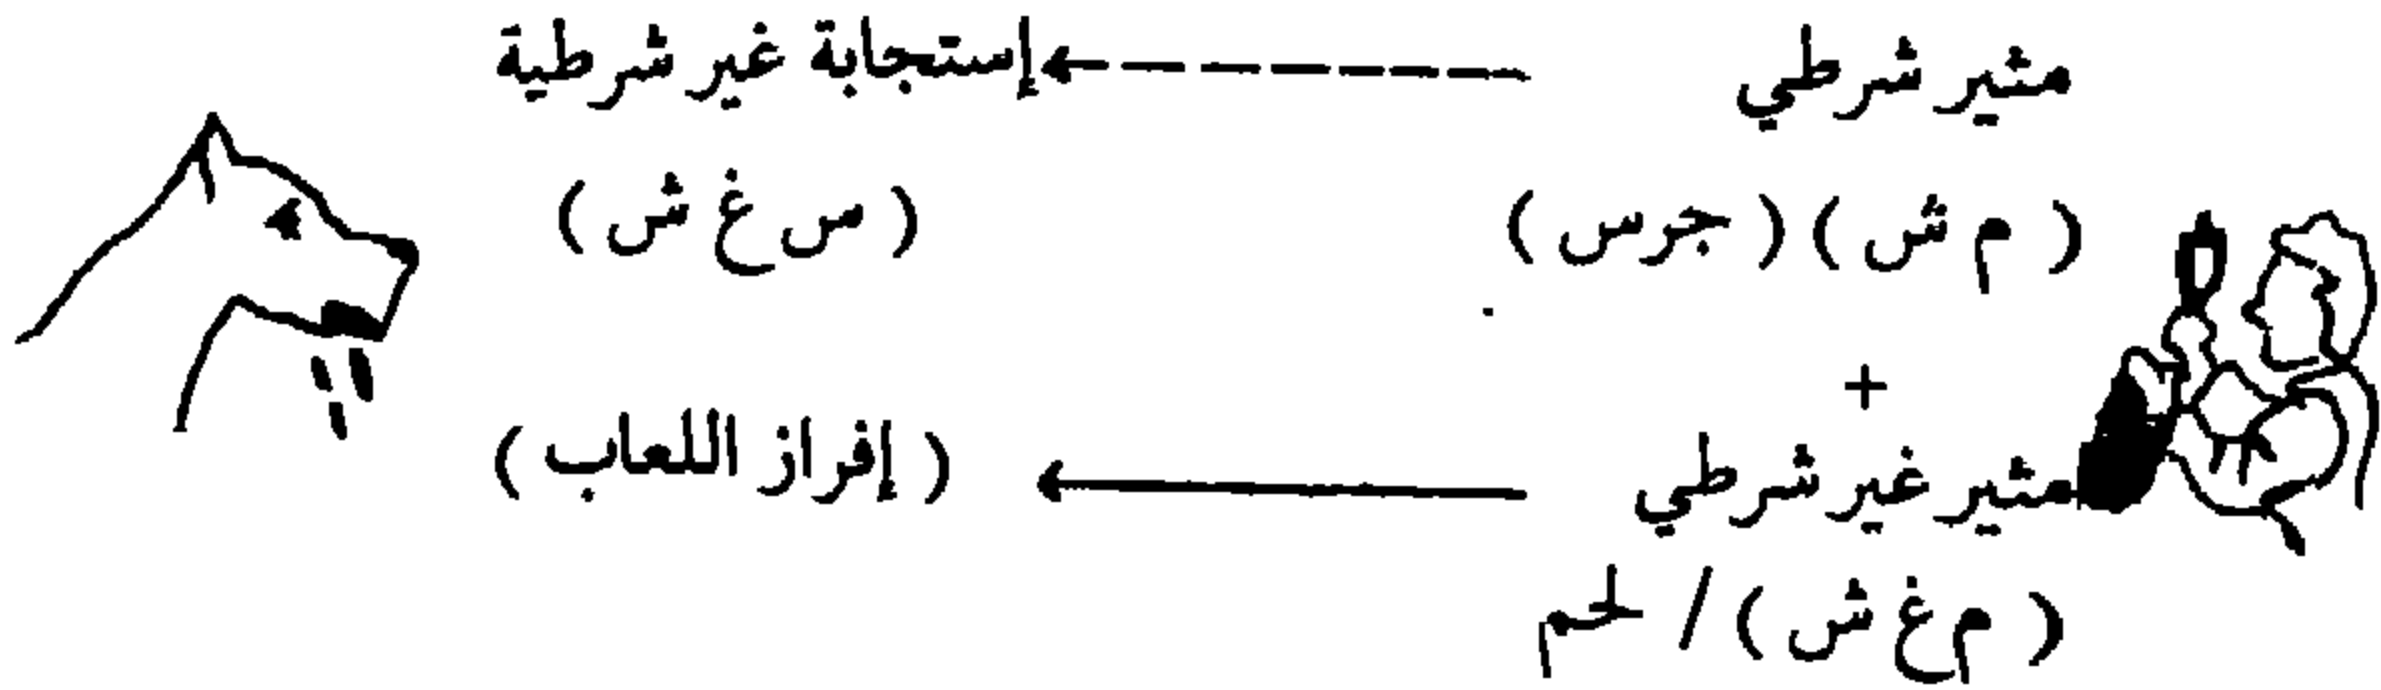 مثير شرطي
إستجابة غير شرطية
( م ش ) ( جرس )
( س غ ش )
+
مثير غير شرطي
( إفراز اللعاب )
( م غ ش ) / لحم